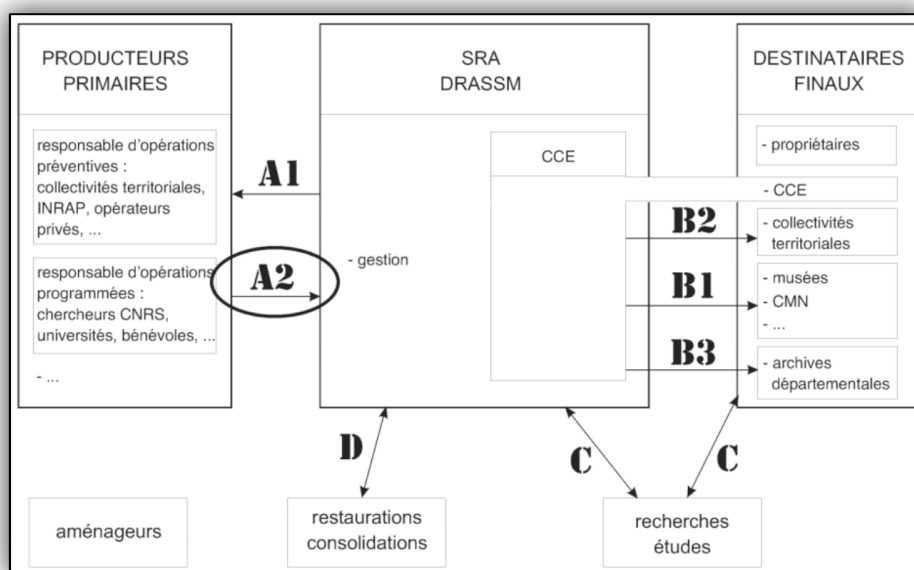 PRODUCTEURS
PRIMAIRES
responsable d'opérations
préventives :
collectivités territoriales,
INRAP, opérateurs
privés, ...
responsable d'opérations
programmées :
chercheurs CNRS,
universités, bénévoles, ...
- ...
A1
A2
SRA
DRASSM
CCE
- gestion
B2
B1
B3
DESTINATAIRES
FINAUX
- propriétaires
- CCE
- collectivités
territoriales
- musées
- CMN
- ...
- archives
départementales
D
C
C
aménageurs
restaurations
consolidations
recherches
études